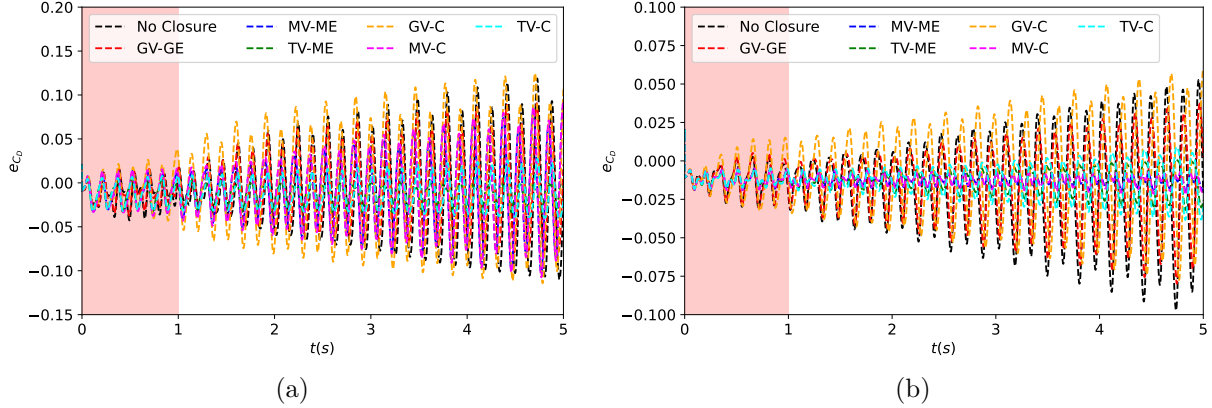 No Closure MV-ME GV-C TV-C
GV-GE TV-ME MV-C
0.20
0.15
0.10
0.05
0.00
−0.05
−0.10
−0.15
e_{C_D}
0 1 2 3 4 5
t(s)
(a)
No Closure MV-ME GV-C TV-C
GV-GE TV-ME MV-C
0.100
0.075
0.050
0.025
0.000
−0.025
−0.050
−0.075
−0.100
e_{C_D}
0 1 2 3 4 5
t(s)
(b)